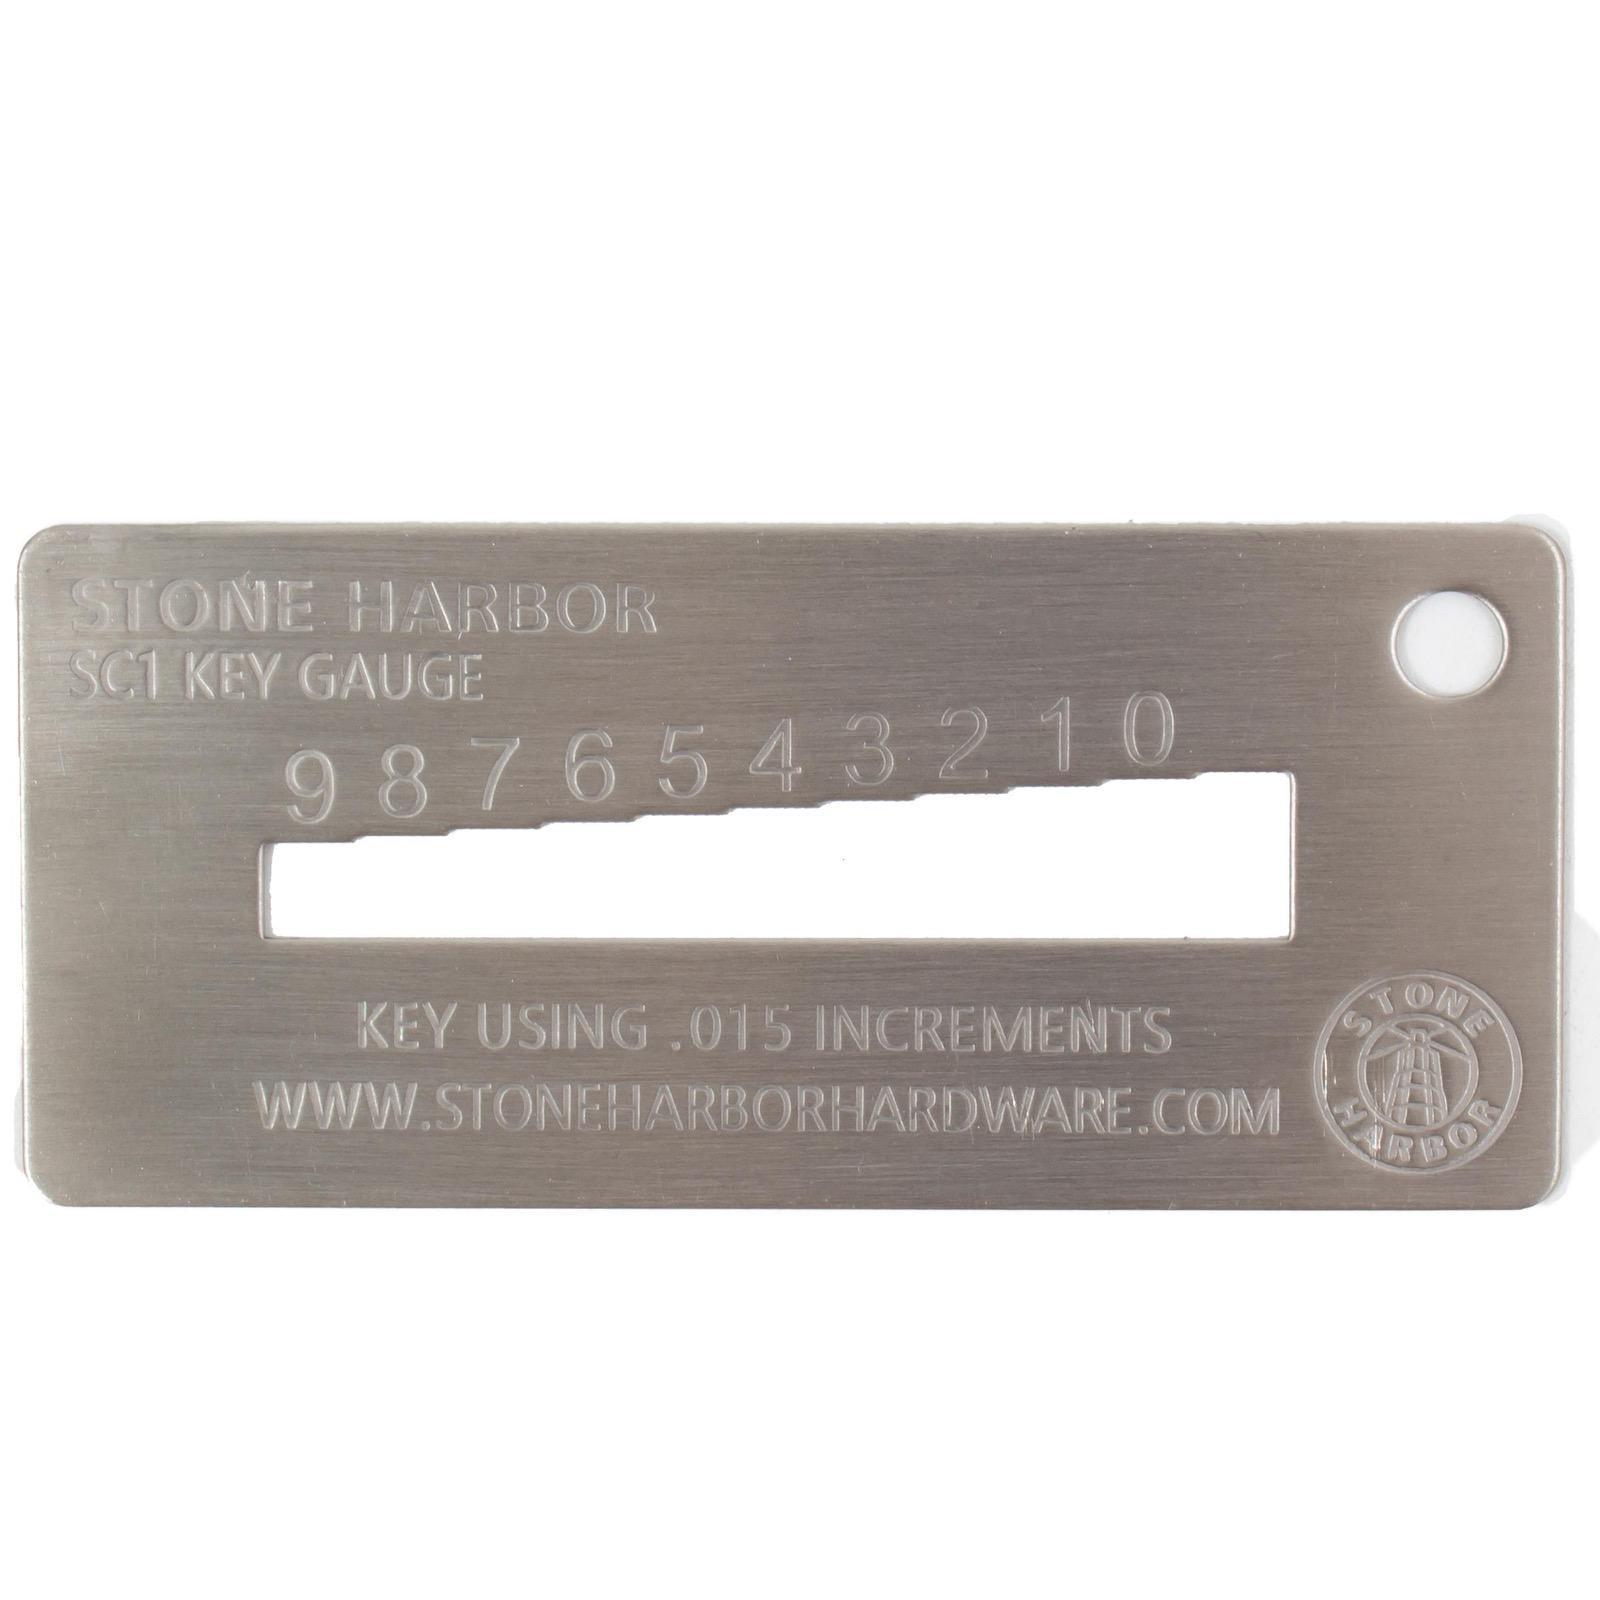 STONE HARBOR
SC1 KEY GAUGE
9 8 7 6 5 4 3 2 1 0
KEY USING .015 INCREMENTS
WWW.STONEHARBORHARDWARE.COM
STONE
HARBOR